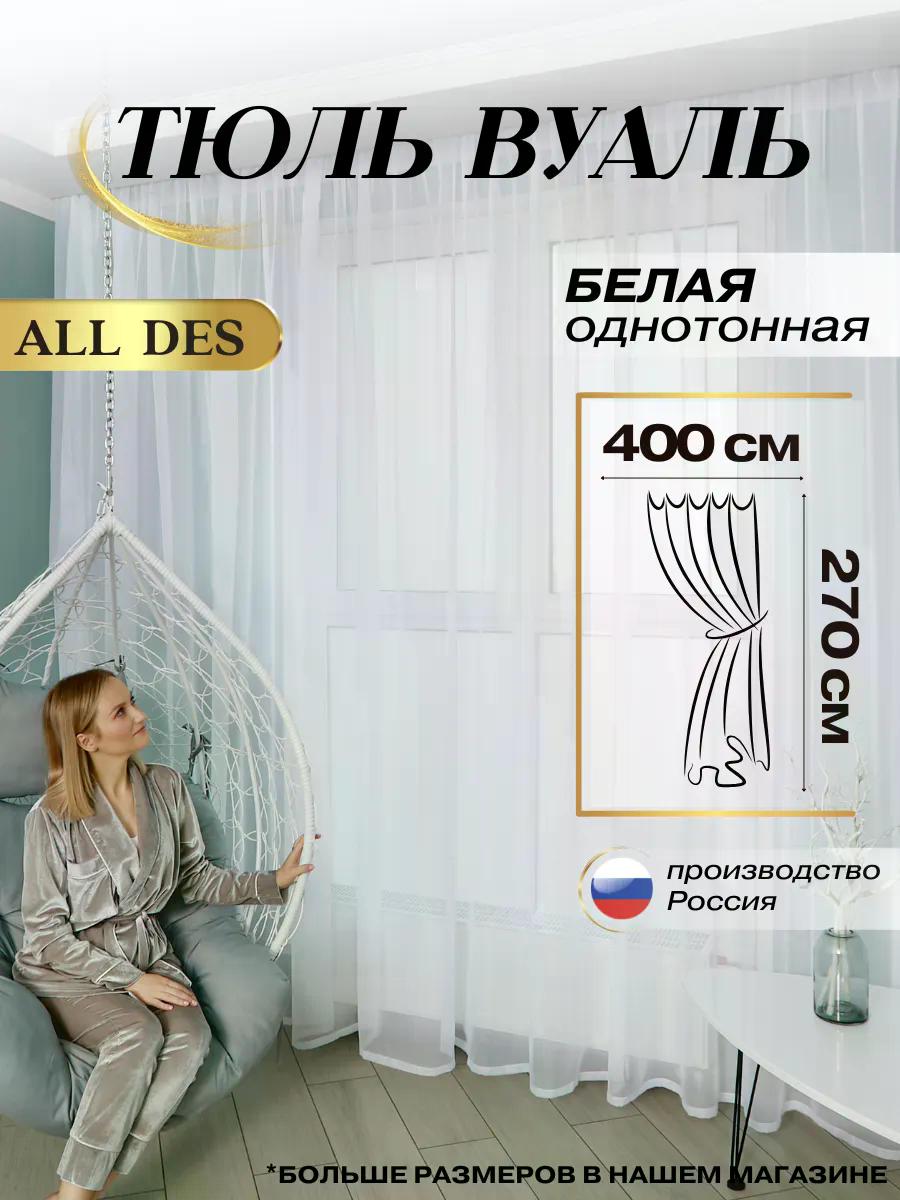 ТЮЛЬ ВУАЛЬ
БЕЛАЯ
однотонная
ALL DES
400 см
270 см
производство
Россия
*БОЛЬШЕ РАЗМЕРОВ В НАШЕМ МАГАЗИНЕ